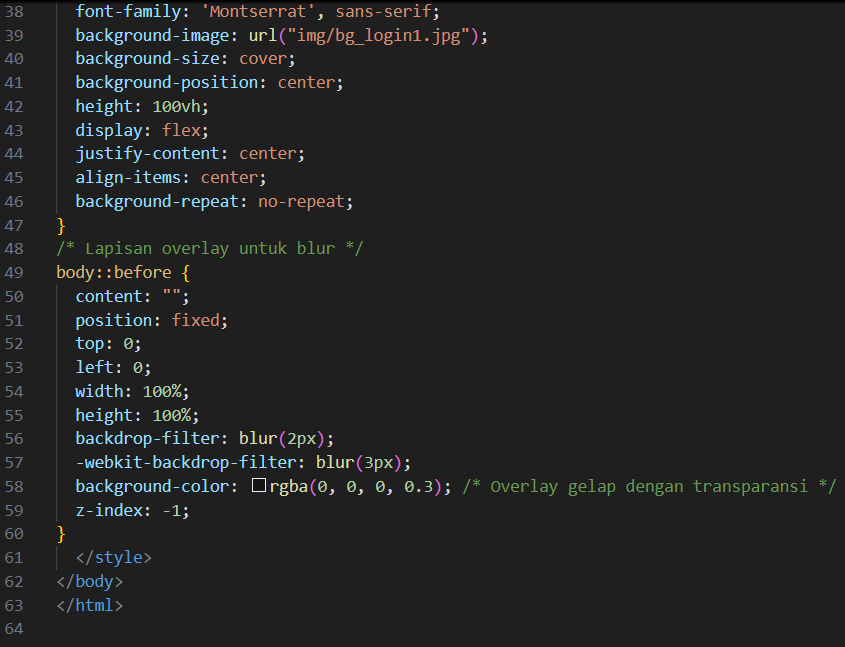 38 font-family: 'Montserrat', sans-serif;
39 background-image: url("img/bg_login1.jpg");
40 background-size: cover;
41 background-position: center;
42 height: 100vh;
43 display: flex;
44 justify-content: center;
45 align-items: center;
46 background-repeat: no-repeat;
47 }
48 /* Lapisan overlay untuk blur */
49 body::before {
50 content: "";
51 position: fixed;
52 top: 0;
53 left: 0;
54 width: 100%;
55 height: 100%;
56 backdrop-filter: blur(2px);
57 -webkit-backdrop-filter: blur(3px);
58 background-color: rgba(0, 0, 0, 0.3); /* Overlay gelap dengan transparansi */
59 z-index: -1;
60 }
61 </style>
62 </body>
63 </html>
64